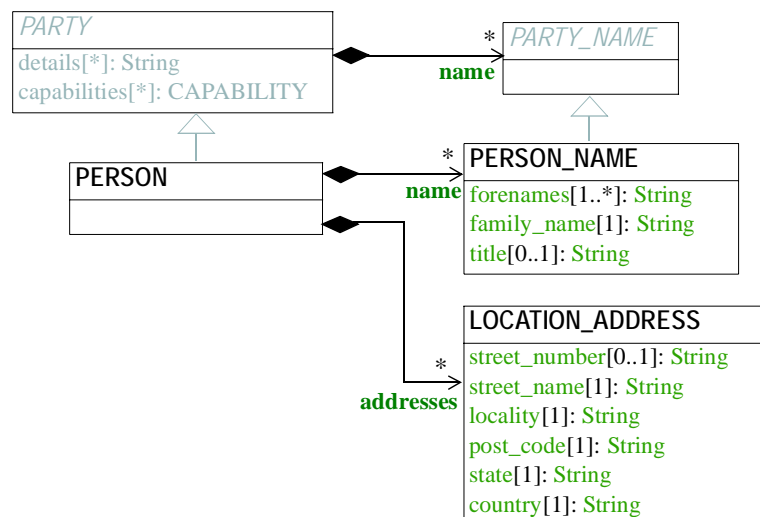 PARTY
details[*]: String
capabilities[*]: CAPABILITY
*
name
PARTY_NAME
PERSON
*
name
PERSON_NAME
forenames[1..*]: String
family_name[1]: String
title[0..1]: String
*
addresses
LOCATION_ADDRESS
street_number[0..1]: String
street_name[1]: String
locality[1]: String
post_code[1]: String
state[1]: String
country[1]: String